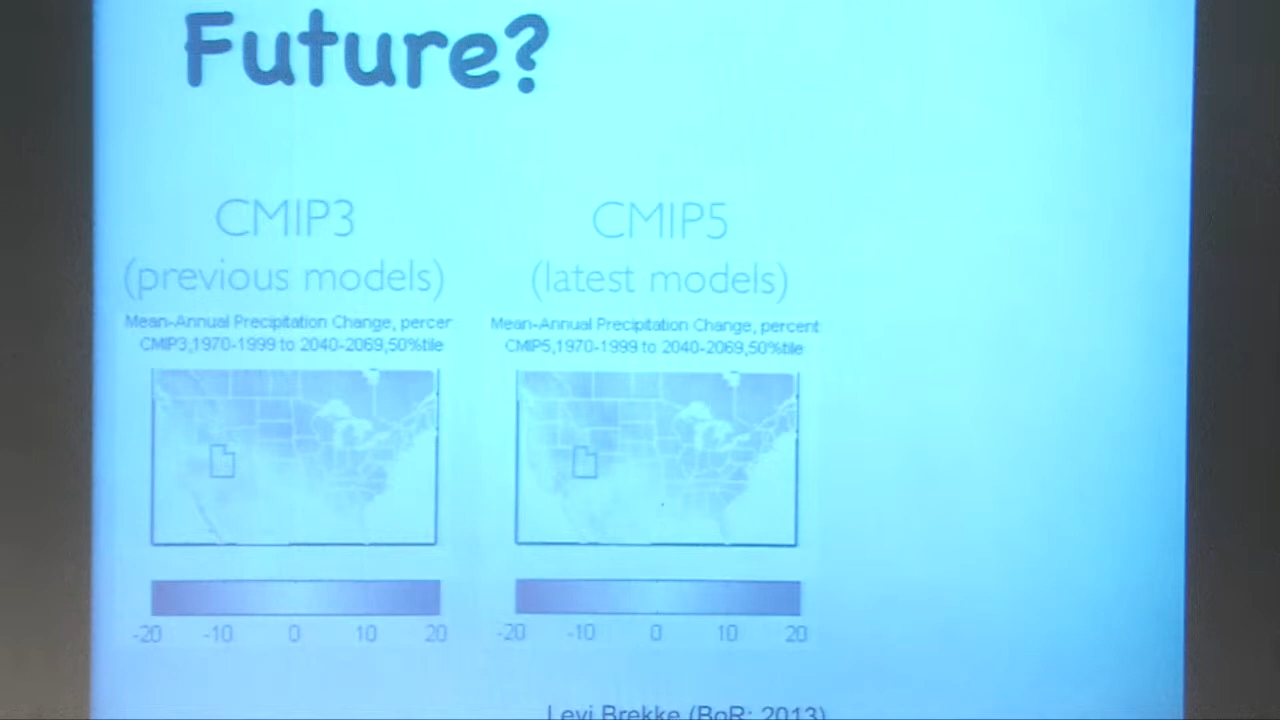 Future?
CMIP3
(previous models)
Mean-Annual Precipitation Change, percen
CMIP3,1970-1999 to 2040-2069,50%tile
-20 -10 0 10 20
CMIP5
(latest models)
Mean-Annual Precipitation Change, percent
CMIP5,1970-1999 to 2040-2069,50%tile
-20 -10 0 10 20
Levi Brekke (BoR; 2013)